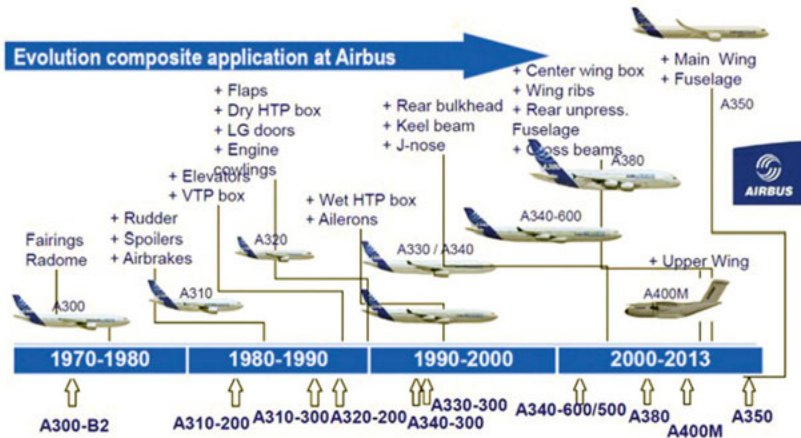 Evolution composite application at Airbus
+ Flaps
+ Dry HTP box
+ LG doors
+ Engine
cowlings
+ Elevators
+ VTP box
+ Rudder
+ Spoilers
+ Airbrakes
Fairings
Radome
+ Rear bulkhead
+ Keel beam
+ J-nose
+ Wet HTP box
+ Ailerons
+ Center wing box
+ Wing ribs
+ Rear unpress.
Fuselage
+ Cross beams
+ Main Wing
+ Fuselage
A350
AIRBUS
A380
A320
A340-600
A330 / A340
+ Upper Wing
A300
A310
A400M
1970-1980
1980-1990
1990-2000
2000-2013
A300-B2
A310-200
A310-300
A320-200
A330-300
A340-300
A340-600/500
A380
A400M
A350